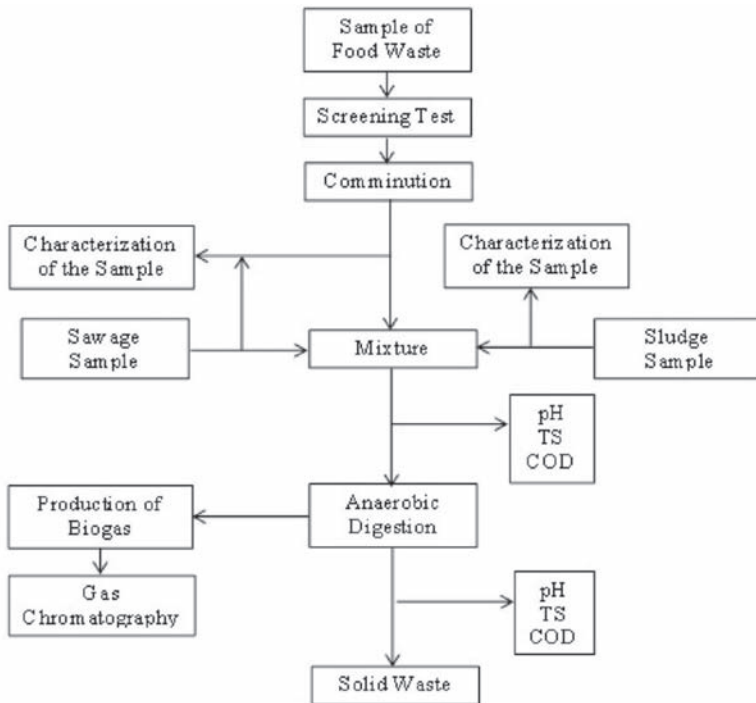 Sample of
Food Waste
Screening Test
Comminution
Characterization
of the Sample
Characterization
of the Sample
Sawage
Sample
Mixture
Sludge
Sample
pH
TS
COD
Production of
Biogas
Anaerobic
Digestion
Gas
Chromatography
pH
TS
COD
Solid Waste